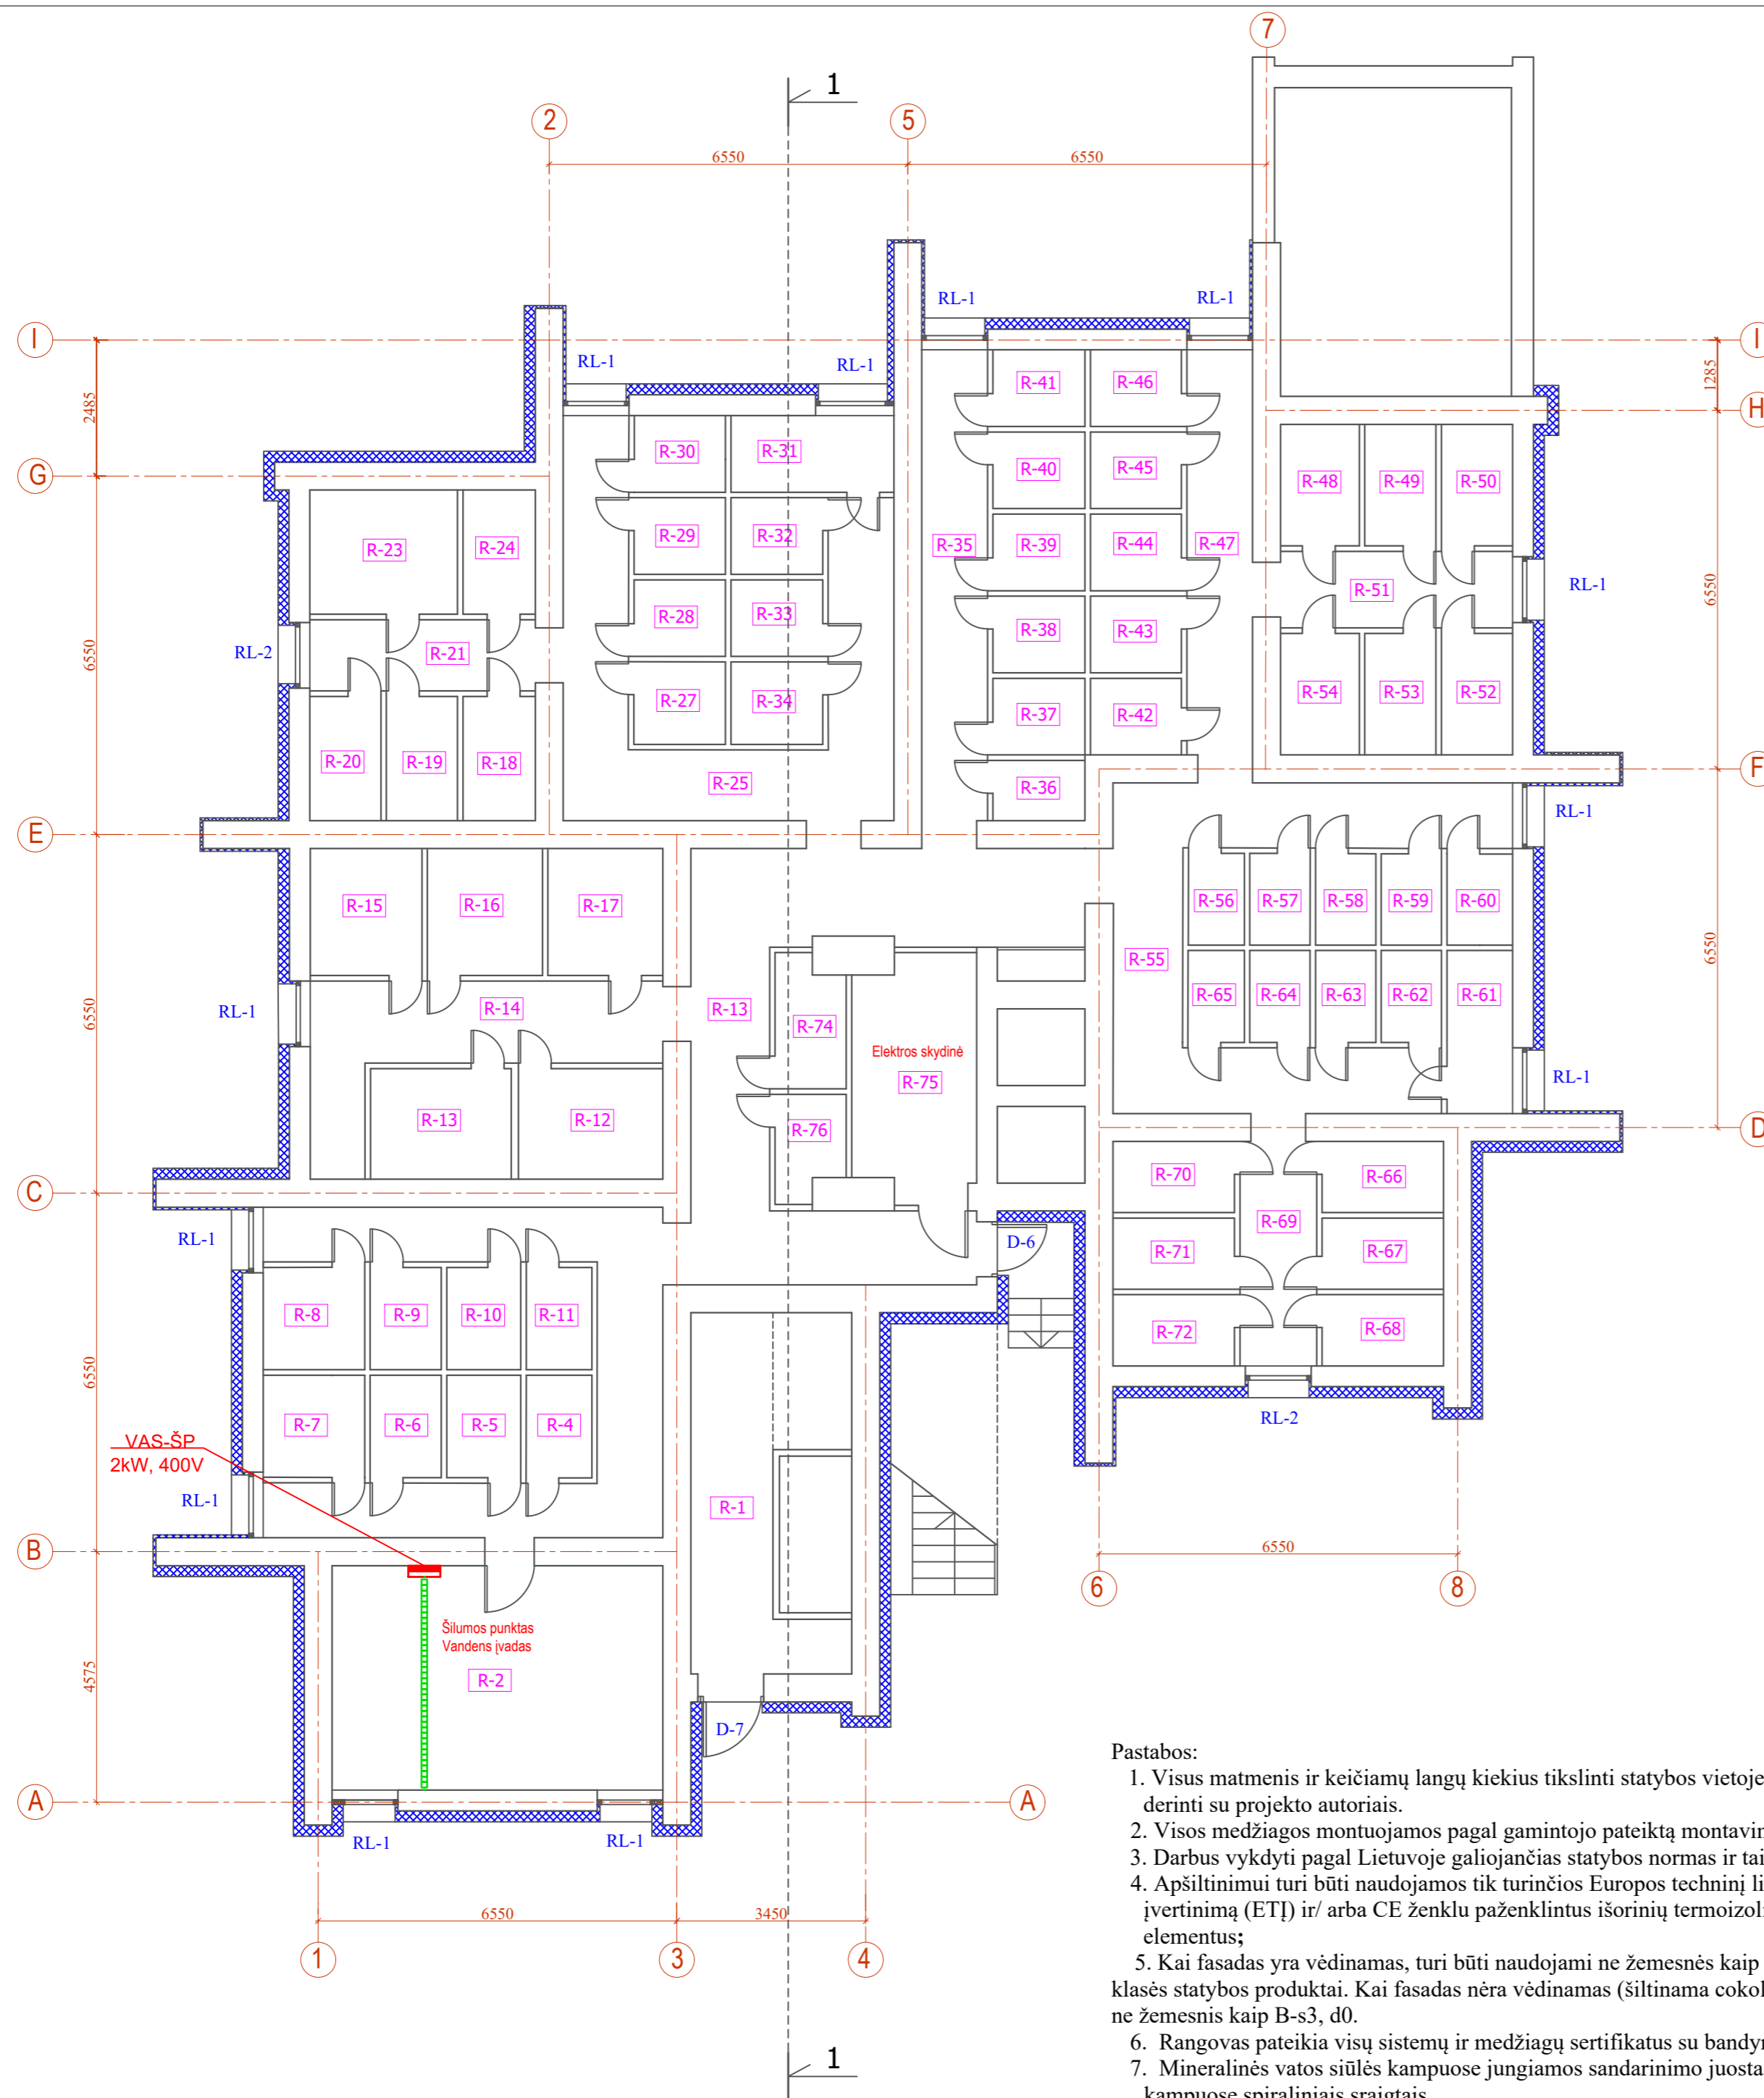 7
1
2
5
6550
6550
RL-1
RL-1
I
I
RL-1
RL-1
2485
1285
R-41
R-46
H
R-30
R-31
G
R-40
R-45
R-48
R-49
R-50
R-23
R-24
R-29
R-32
R-35
R-39
R-44
R-47
RL-1
R-51
6550
6550
R-28
R-33
R-38
R-43
RL-2
R-21
R-27
R-34
R-37
R-42
R-54
R-53
R-52
R-20
R-19
R-18
R-25
R-36
F
RL-1
E
R-15
R-16
R-17
R-56
R-57
R-58
R-59
R-60
6550
R-55
6550
R-65
R-64
R-63
R-62
R-61
RL-1
R-14
R-13
R-74
Elektros skydinė
R-75
RL-1
R-13
R-12
R-76
D
C
R-70
R-66
RL-1
D-6
R-69
R-71
R-67
R-8
R-9
R-10
R-11
R-72
R-68
6550
RL-2
R-7
R-6
R-5
R-4
VAS-ŠP
2kW, 400V
RL-1
R-1
B
6550
6
8
Šilumos punktas
Vandens įvadas
R-2
4575
D-7
A
A
RL-1
RL-1
6550
3450
1
3
4
1
Pastabos:
1. Visus matmenis ir keičiamų langų kiekius tikslinti statybos vietoje
derinti su projekto autoriais.
2. Visos medžiagos montuojamos pagal gamintojo pateiktą
3. Darbus vykdyti pagal Lietuvoje galiojančias statybos normas ir
4. Apšiltinimui turi būti naudojamos tik turinčios Europos techninį
įvertinimą (ETĮ) ir/ arba CE ženklu paženklintus išorinių
elementus;
5. Kai fasadas yra vėdinamas, turi būti naudojami ne žemesnės kaip
klasės statybos produktai. Kai fasadas nėra vėdinamas (šiltinama
ne žemesnis kaip B-s3, d0.
6. Rangovas pateikia visų sistemų ir medžiagų sertifikatus su
7. Mineralinės vatos siūlės kampuose jungiamos sandarinimo
kampuose spiraliniais sraigtais